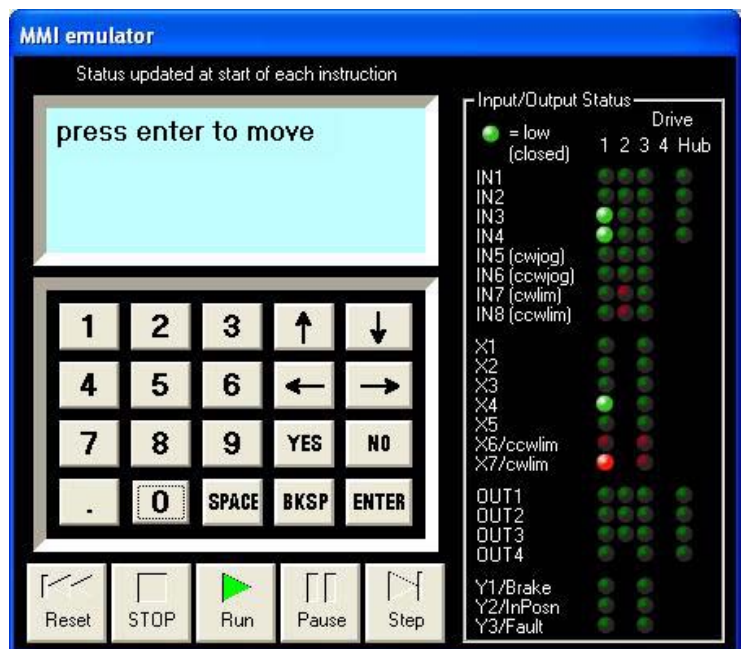 MMI emulator
Status updated at start of each instruction
press enter to move
1 2 3 ↑ ↓
4 5 6 ← →
7 8 9 YES NO
. 0 SPACE BKSP ENTER
Reset STOP Run Pause Step
Input/Output Status
Drive
= low
(closed)
1 2 3 4 Hub
IN1
IN2
IN3
IN4
IN5 (cwjog)
IN6 (ccwjog)
IN7 (cwlim)
IN8 (ccwlim)
X1
X2
X3
X4
X5
X6/ccwlim
X7/cwlim
OUT1
OUT2
OUT3
OUT4
Y1/Brake
Y2/InPosn
Y3/Fault